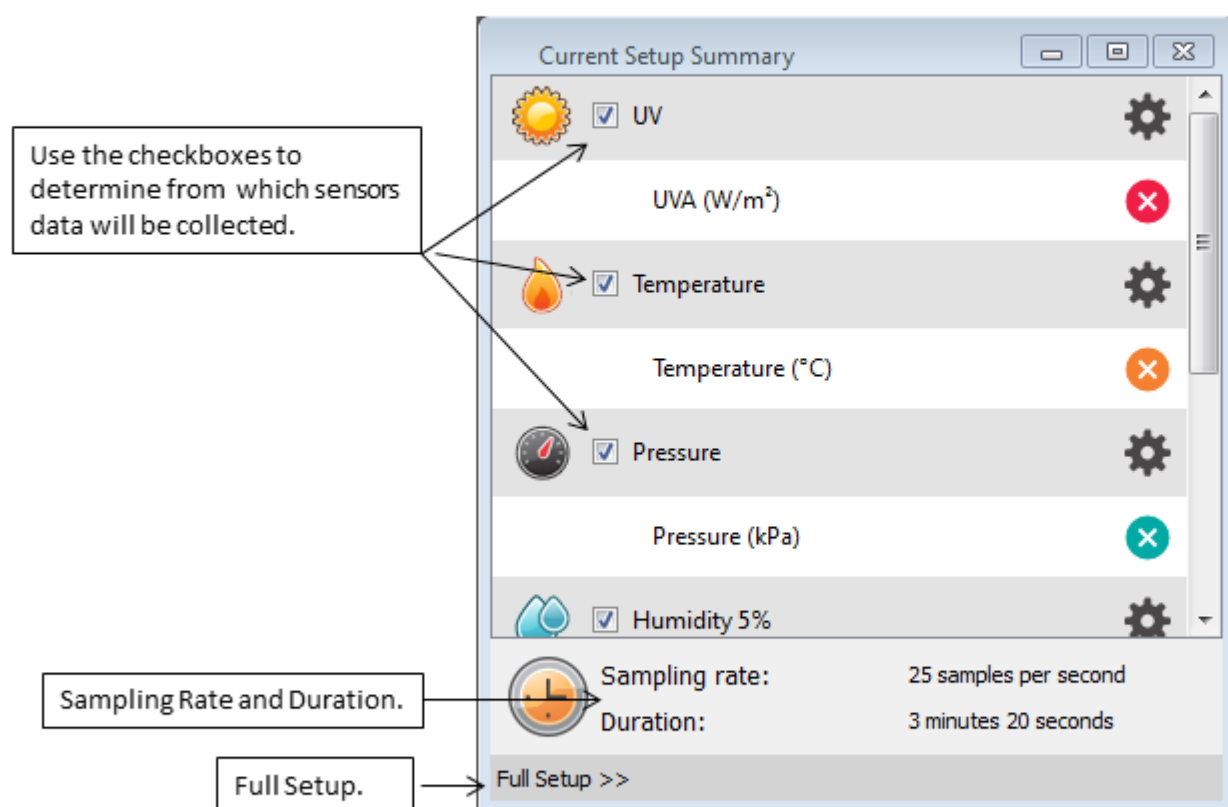 Current Setup Summary
UV
Use the checkboxes to
determine from which sensors
data will be collected.
UVA (W/m²)
Temperature
Temperature (°C)
Pressure
Pressure (kPa)
Humidity 5%
Sampling rate: 25 samples per second
Sampling Rate and Duration.
Duration: 3 minutes 20 seconds
Full Setup.
Full Setup >>